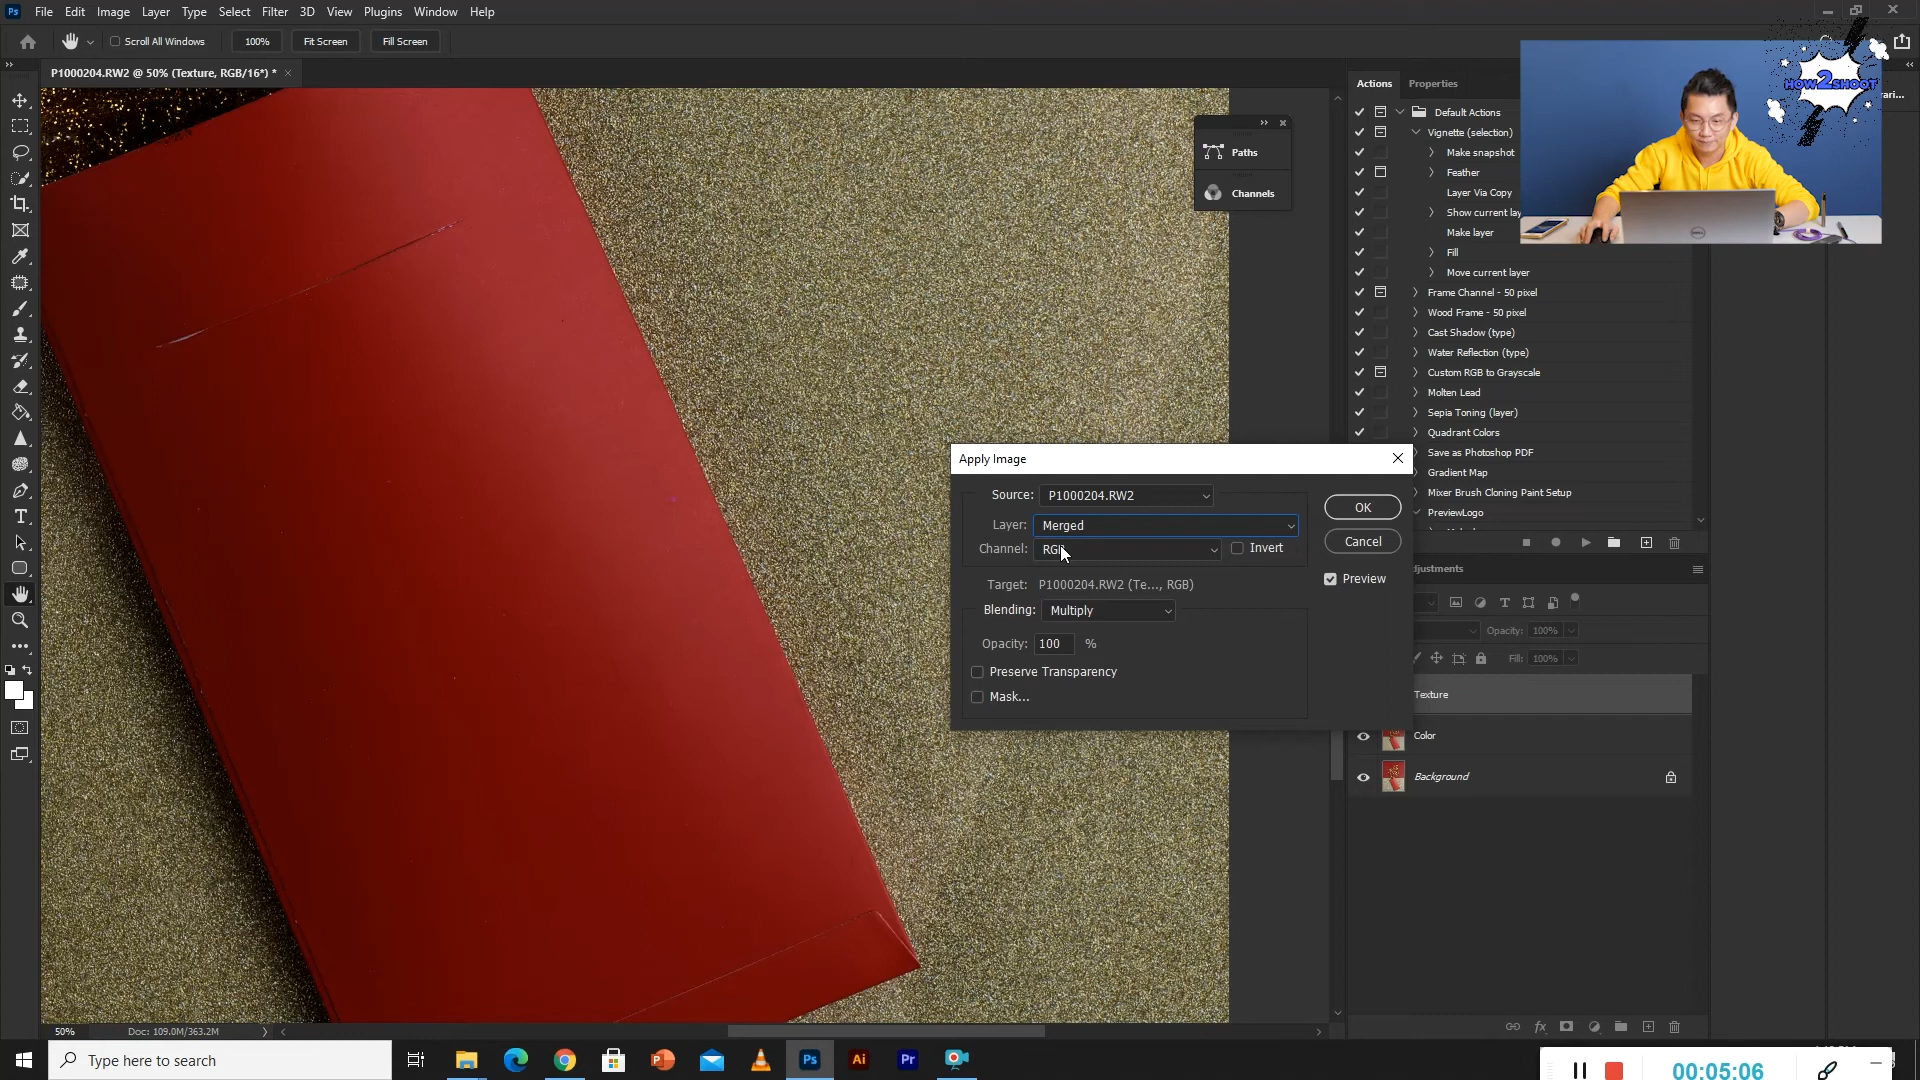 Ps File Edit Image Layer Type Select Filter 3D View Plugins Window Help
Scroll All Windows 100% Fit Screen Fill Screen
P1000204.RW2 @ 50% (Texture, RGB/16*) *
HOW2SHOOT
Paths
Channels
Actions Properties
Default Actions
Vignette (selection)
Make snapshot
Feather
Layer Via Copy
Show current lay
Make layer
Fill
Move current layer
Frame Channel - 50 pixel
Wood Frame - 50 pixel
Cast Shadow (type)
Water Reflection (type)
Custom RGB to Grayscale
Molten Lead
Sepia Toning (layer)
Quadrant Colors
Save as Photoshop PDF
Gradient Map
Mixer Brush Cloning Paint Setup
PreviewLogo
Apply Image
Source: P1000204.RW2
Layer: Merged
Channel: RGB Invert
Target: P1000204.RW2 (Te..., RGB)
Blending: Multiply
Opacity: 100 %
Preserve Transparency
Mask...
OK
Cancel
Preview
djustments
Opacity: 100%
Fill: 100%
Texture
Color
Background
50% Doc: 109.0M/363.2M
Type here to search
Ps Ai Pr
00:05:06